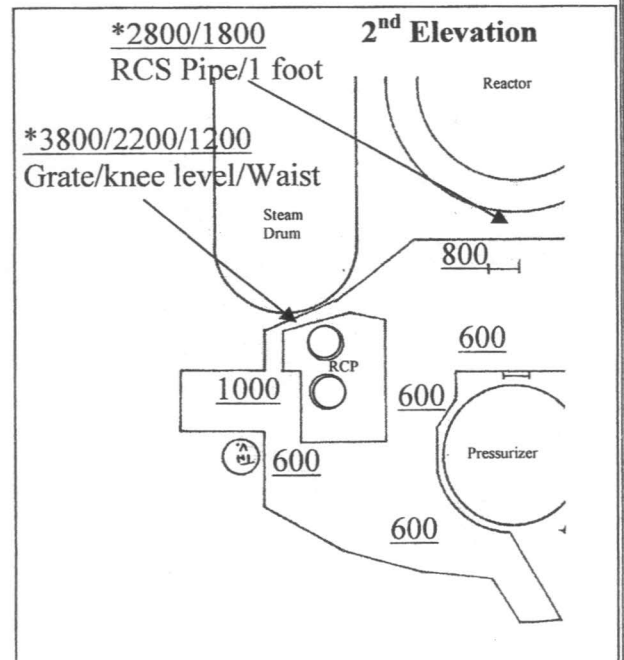 *2800/1800
RCS Pipe/1 foot
2nd Elevation
Reactor
*3800/2200/1200
Grate/knee level/Waist
Steam
Drum
800
600
RCP
1000
600
600
Pressurizer
600